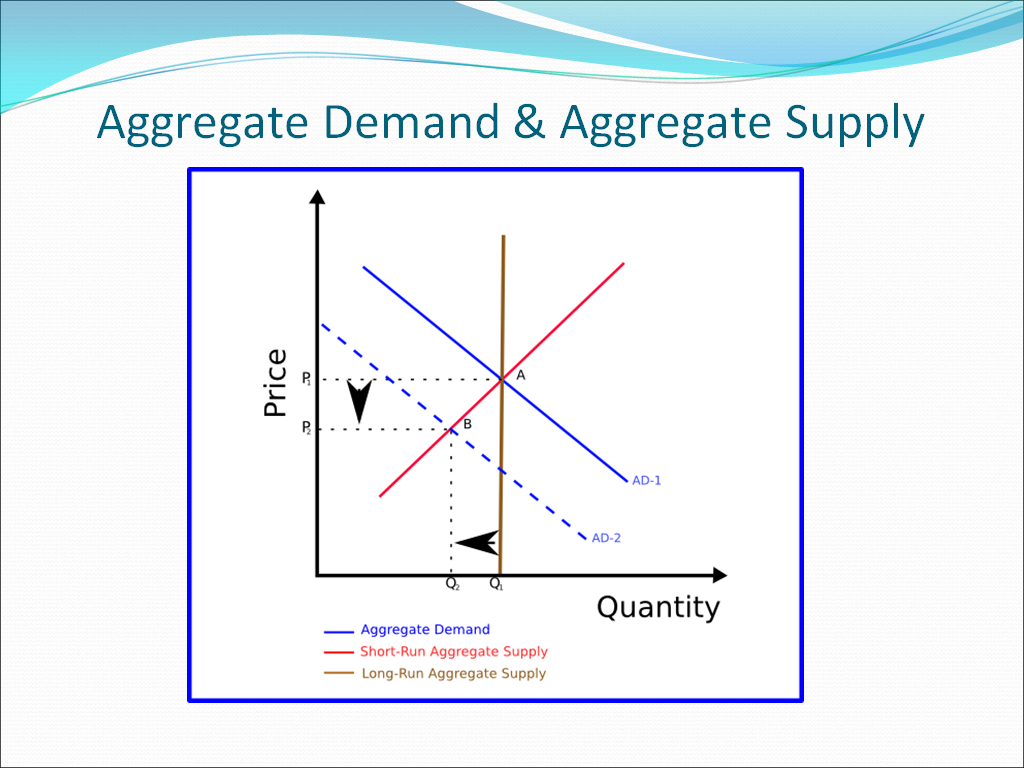 Aggregate Demand & Aggregate Supply
Price
P₁
A
P₂
B
AD-1
AD-2
Q₂ Q₁
Quantity
Aggregate Demand
Short-Run Aggregate Supply
Long-Run Aggregate Supply